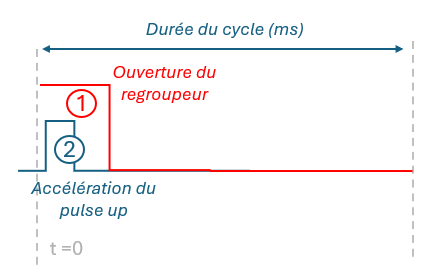 Durée du cycle (ms)
Ouverture du
regroupeur
1
2
Accélération du
pulse up
t =0